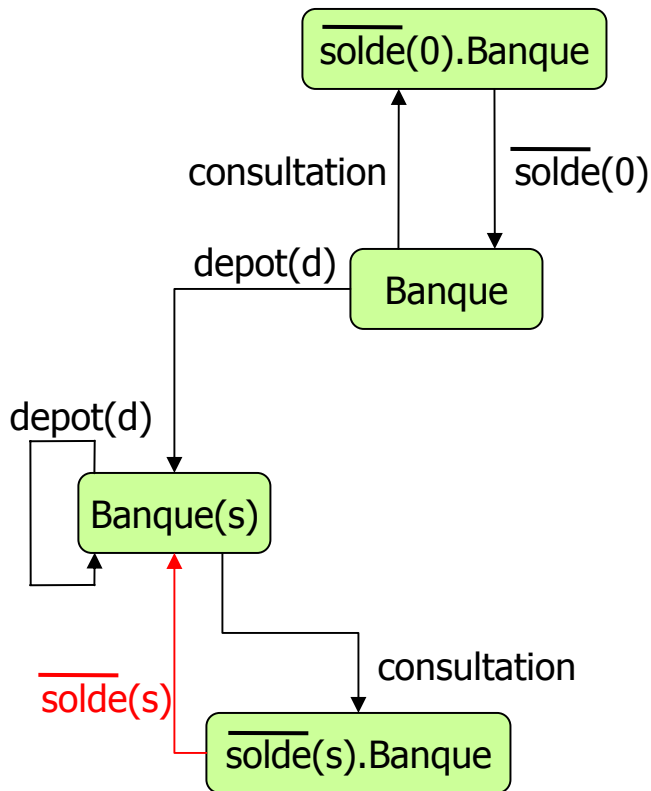 solde(0).Banque
consultation
solde(0)
depot(d)
Banque
depot(d)
Banque(s)
consultation
solde(s)
solde(s).Banque